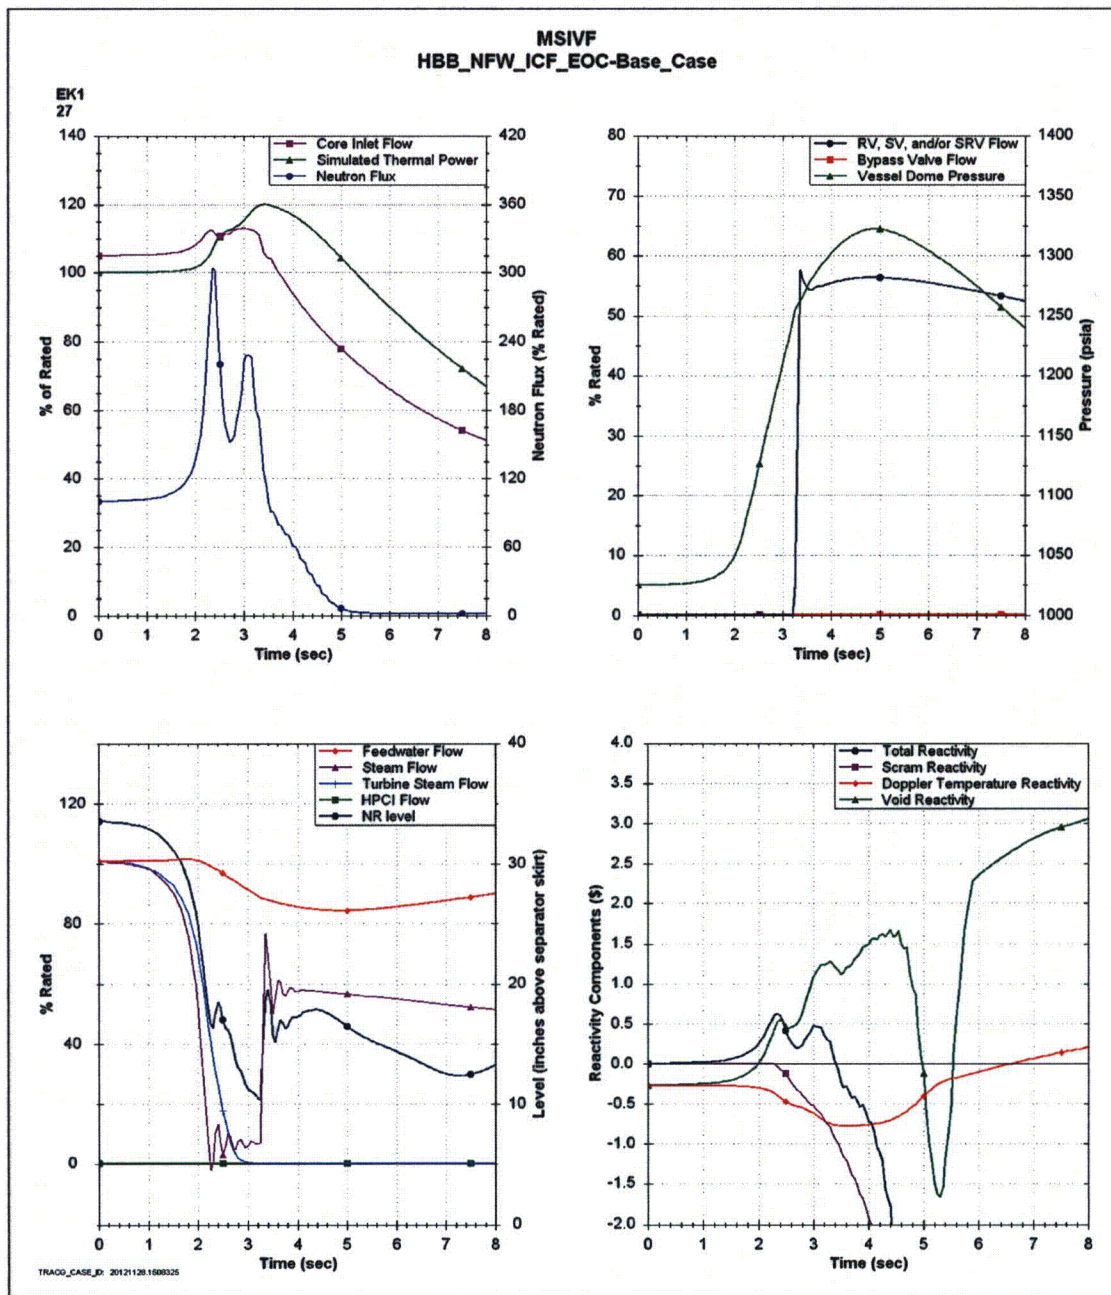 MSIVF
HBB_NFW_ICF_EOC-Base_Case
EK1
27
140
120
100
80
60
40
20
0
% of Rated
Core Inlet Flow
Simulated Thermal Power
Neutron Flux
420
360
300
240
180
120
60
0
Neutron Flux (% Rated)
0 1 2 3 4 5 6 7 8
Time (sec)
80
70
60
50
40
30
20
10
0
% Rated
RV, SV, and/or SRV Flow
Bypass Valve Flow
Vessel Dome Pressure
1400
1350
1300
1250
1200
1150
1100
1050
1000
Pressure (psia)
0 1 2 3 4 5 6 7 8
Time (sec)
120
80
40
0
% Rated
Feedwater Flow
Steam Flow
Turbine Steam Flow
HPCI Flow
NR level
40
30
20
10
0
Level (inches above separator skirt)
0 1 2 3 4 5 6 7 8
Time (sec)
4.0
3.5
3.0
2.5
2.0
1.5
1.0
0.5
0.0
-0.5
-1.0
-1.5
-2.0
Reactivity Components ($)
Total Reactivity
Scram Reactivity
Doppler Temperature Reactivity
Void Reactivity
0 1 2 3 4 5 6 7 8
Time (sec)
TRACG_CASE_ID: